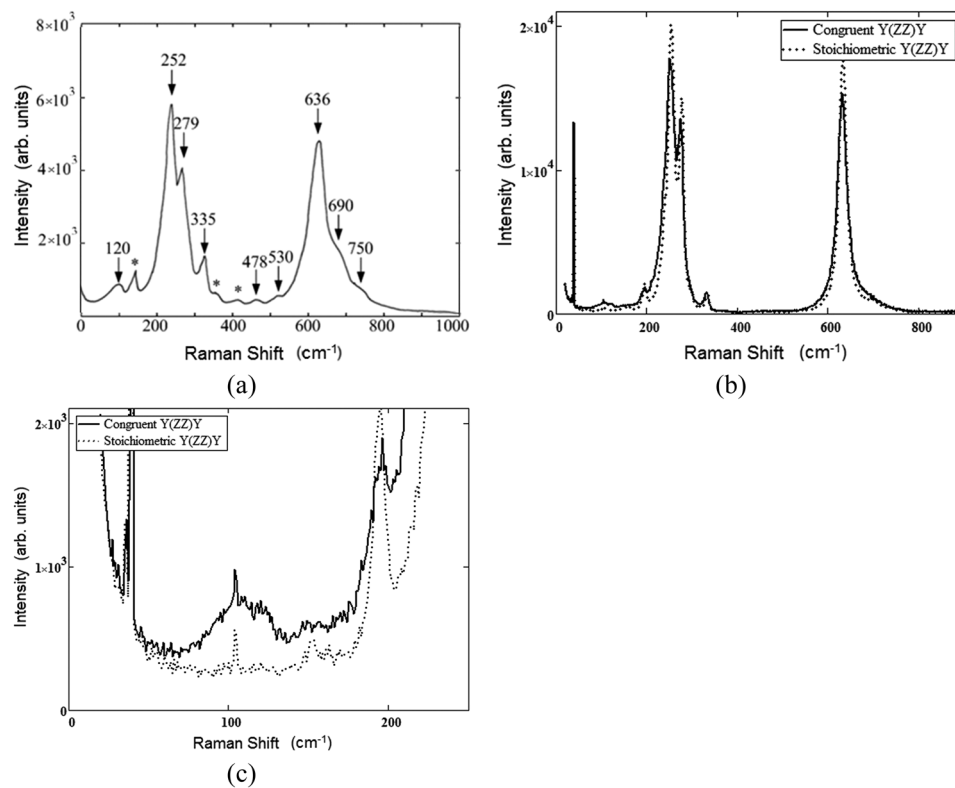 8×10³
6×10³
4×10³
2×10³
252
279
335
120
*
*
*
478
530
636
690
750
0 200 400 600 800 1000
Intensity (arb. units)
Raman Shift (cm⁻¹)
(a)
2×10⁴
1×10⁴
0
Congruent Y(ZZ)Y
Stoichiometric Y(ZZ)Y
0 200 400 600 800
Intensity (arb. units)
Raman Shift (cm⁻¹)
(b)
2×10³
1×10³
0
Congruent Y(ZZ)Y
Stoichiometric Y(ZZ)Y
0 100 200
Intensity (arb. units)
Raman Shift (cm⁻¹)
(c)